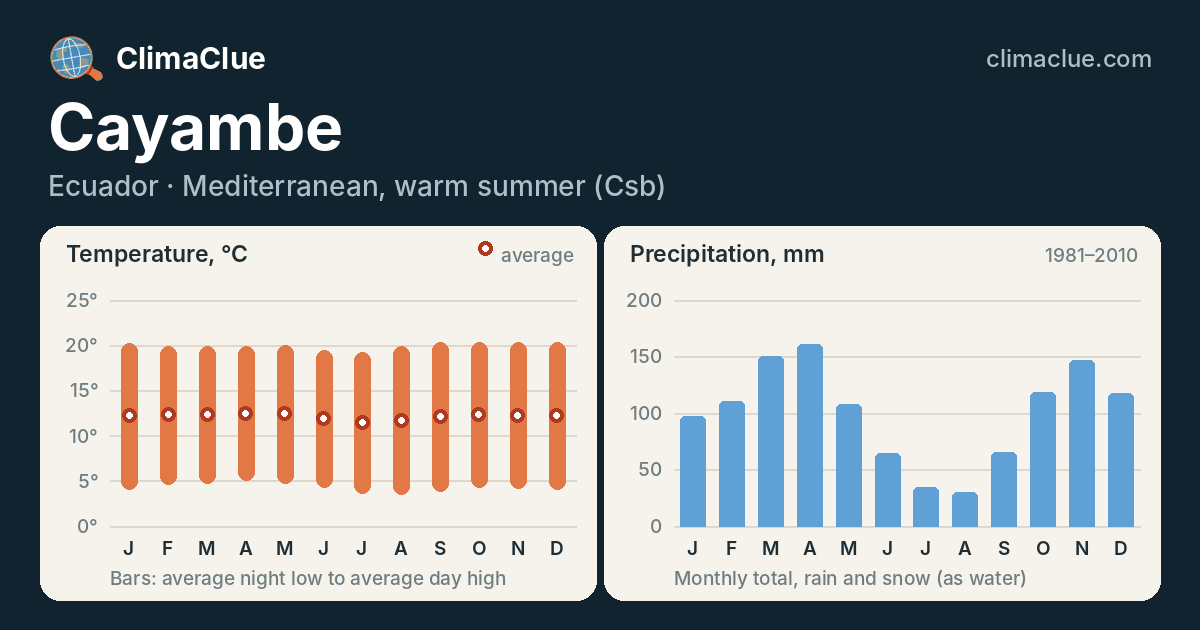 ClimaClue
climaclue.com
Cayambe
Ecuador · Mediterranean, warm summer (Csb)
Temperature, °C
average
25°
20°
15°
10°
5°
0°
J F M A M J J A S O N D
Bars: average night low to average day high
Precipitation, mm
1981–2010
200
150
100
50
0
J F M A M J J A S O N D
Monthly total, rain and snow (as water)